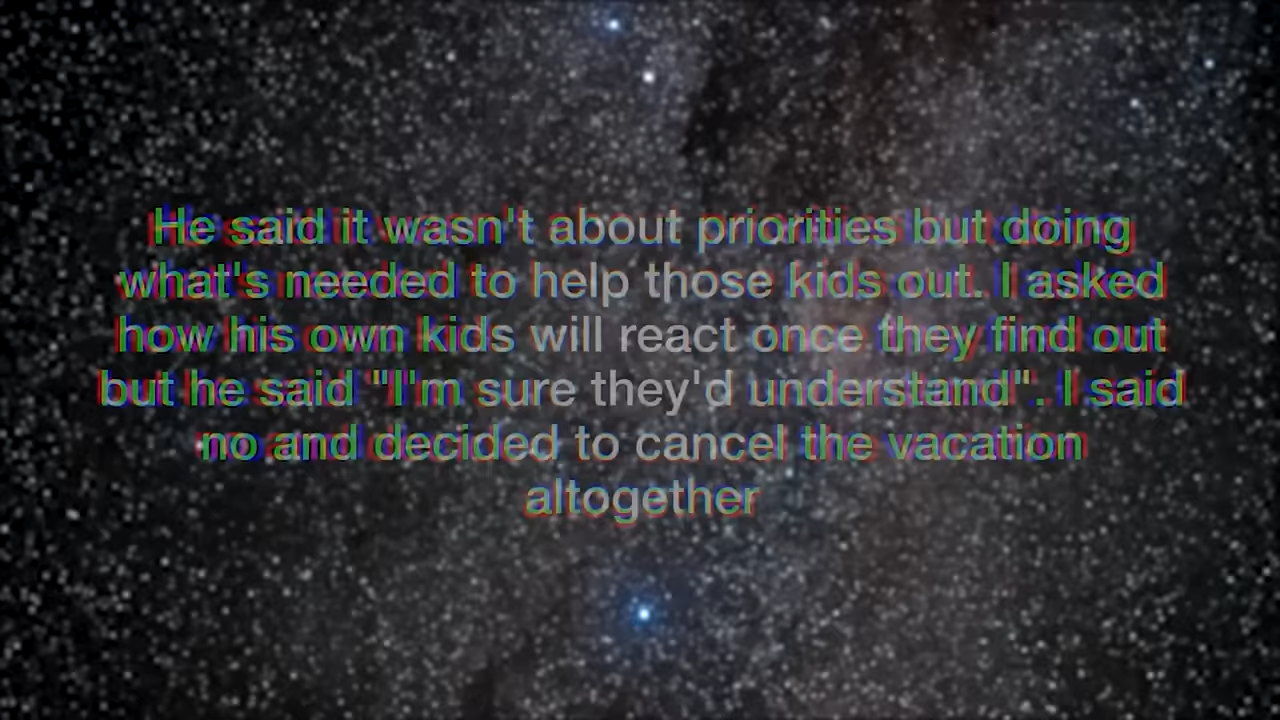 He said it wasn't about priorities but doing
what's needed to help those kids out. I asked
how his own kids will react once they find out
but he said "I'm sure they'd understand". I said
no and decided to cancel the vacation
altogether